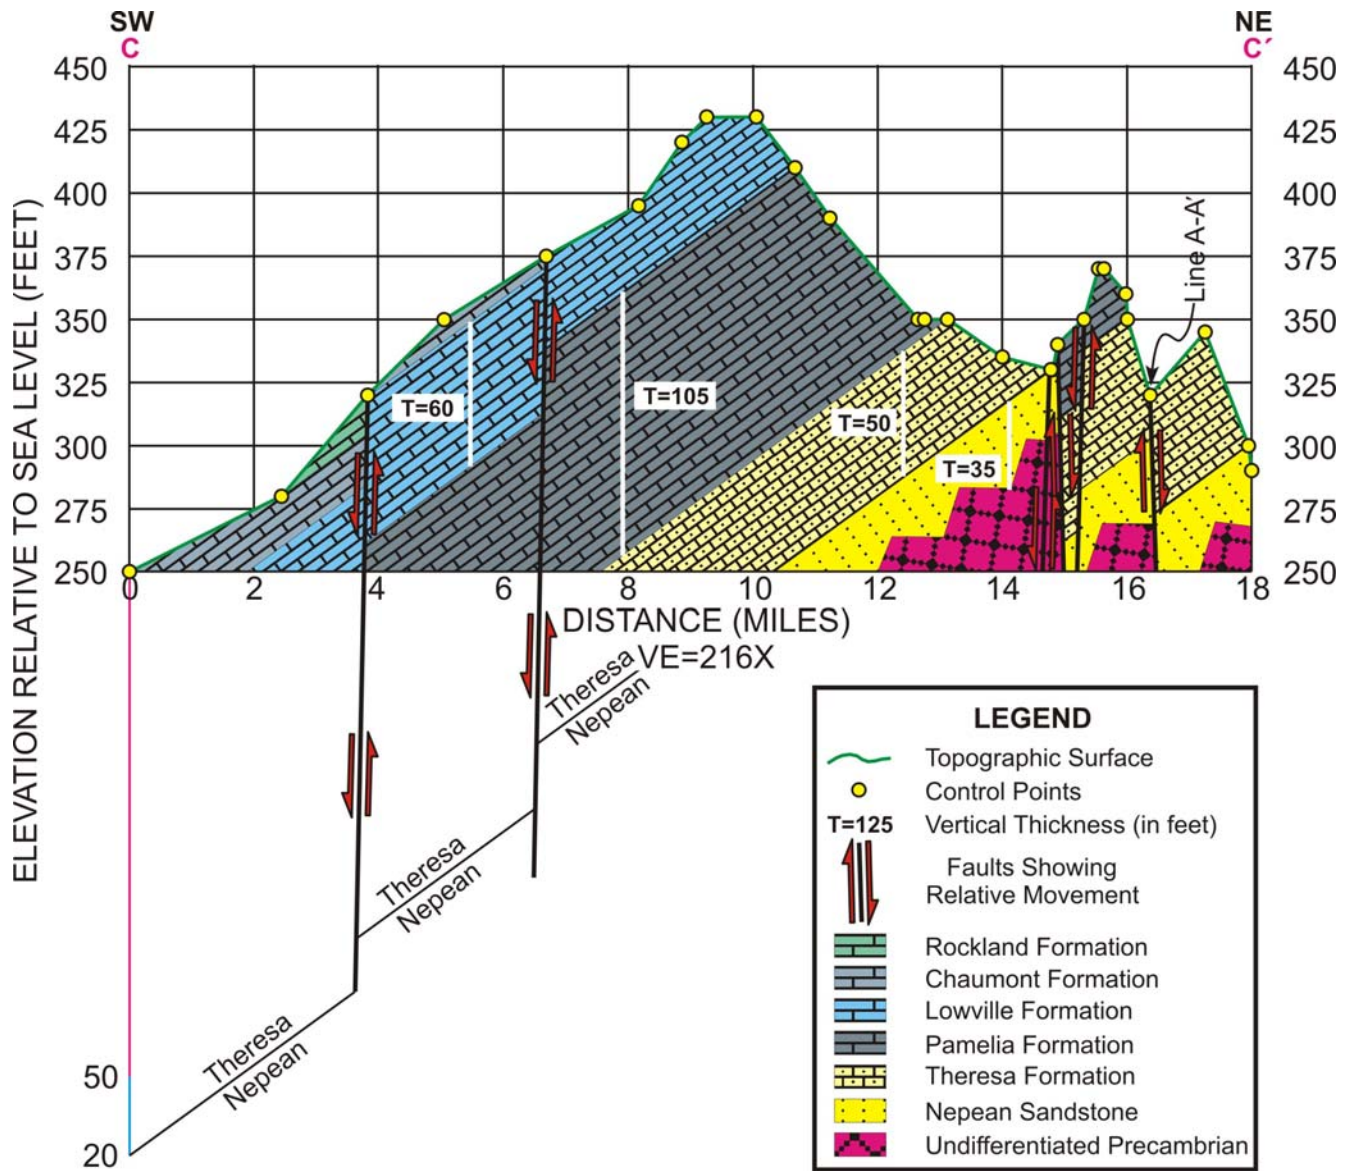 SW
NE
C
C´
450
450
425
425
400
400
375
375
350
350
325
325
300
300
275
275
250
250
ELEVATION RELATIVE TO SEA LEVEL (FEET)
Line A-A'
T=60
T=105
T=50
T=35
0
2
4
6
8
10
12
14
16
18
DISTANCE (MILES)
VE=216X
Theresa
Nepean
Theresa
Nepean
Theresa
Nepean
50
20
LEGEND
Topographic Surface
Control Points
T=125 Vertical Thickness (in feet)
Faults Showing
Relative Movement
Rockland Formation
Chaumont Formation
Lowville Formation
Pamelia Formation
Theresa Formation
Nepean Sandstone
Undifferentiated Precambrian